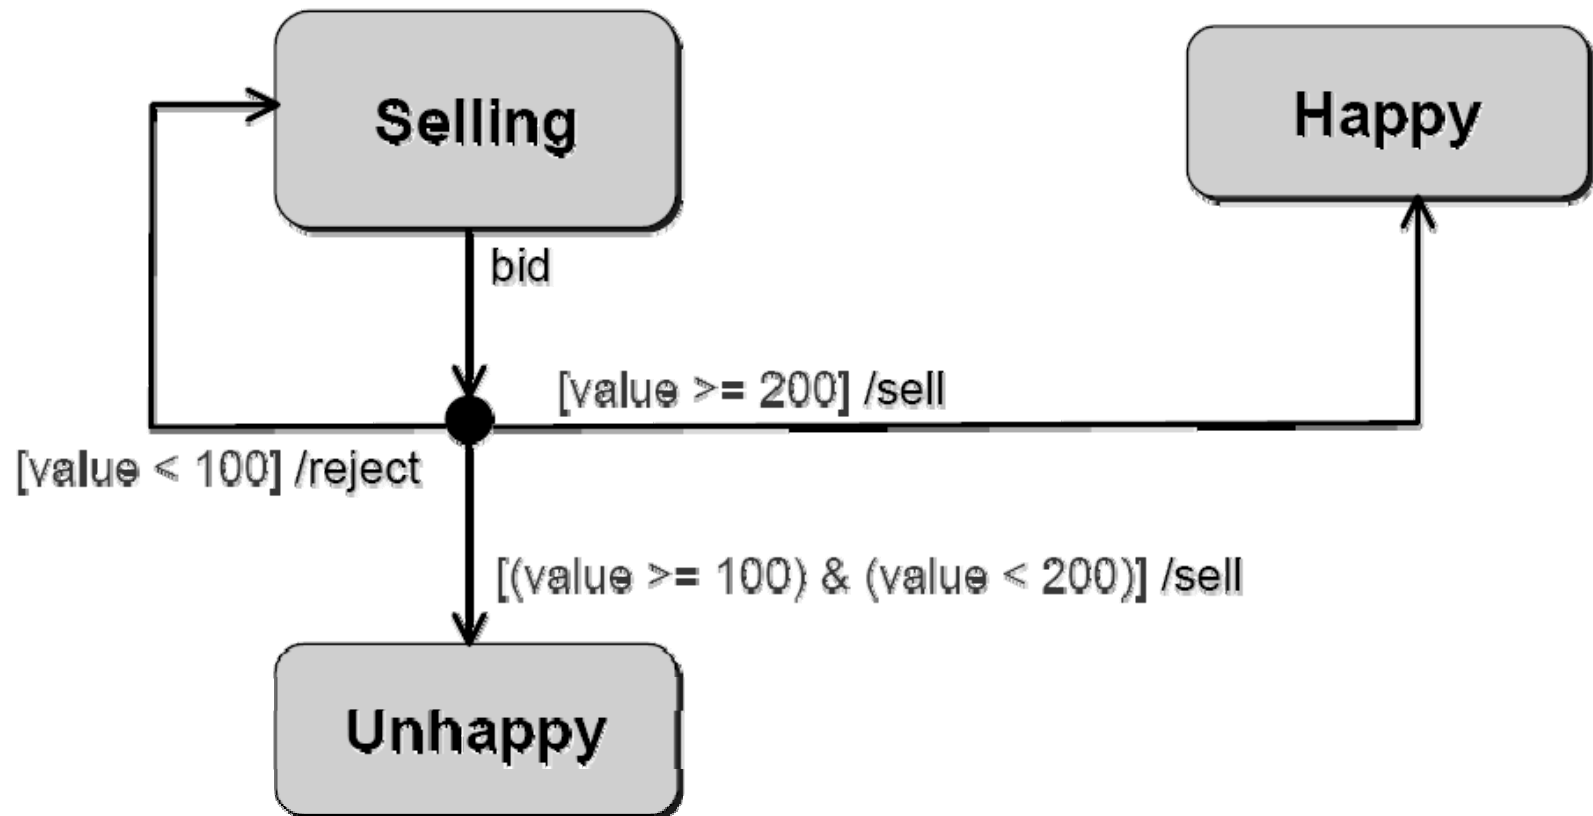 Selling
Happy
bid
[value >= 200] /sell
[value < 100] /reject
[(value >= 100) & (value < 200)] /sell
Unhappy